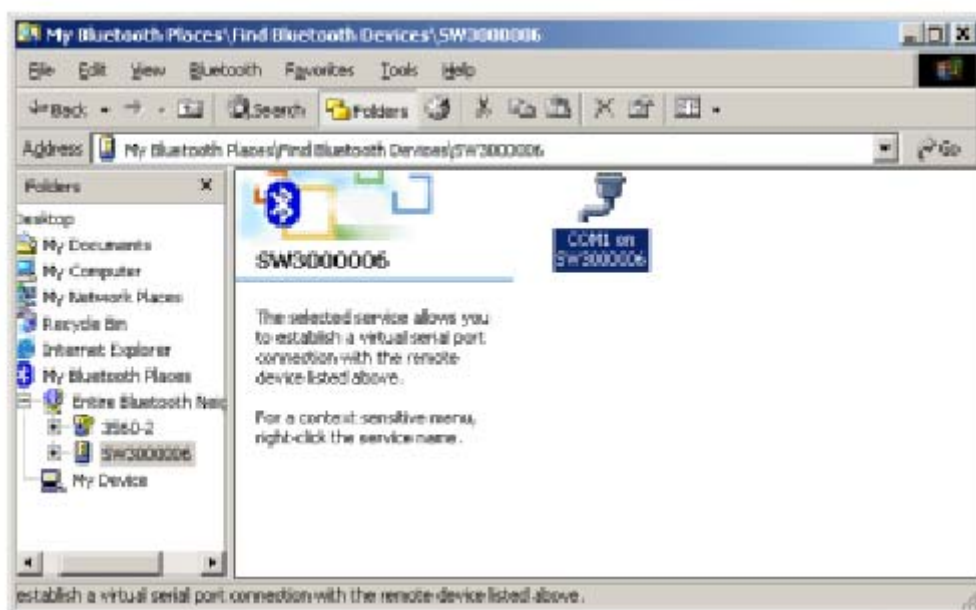 My Bluetooth Places\Find Bluetooth Devices\SW3000006
File Edit View Bluetooth Favorites Tools Help
Back Search Folders
Address My Bluetooth Places\Find Bluetooth Devices\SW3000006 Go
Folders
Desktop
My Documents
My Computer
My Network Places
Recycle Bin
Internet Explorer
My Bluetooth Places
Entire Bluetooth Neig
3560-2
SW3000006
My Device
SW3000006
The selected service allows you
to establish a virtual serial port
connection with the remote
device listed above.
For a context sensitive menu,
right-click the service name.
COM1 on
SW3000006
establish a virtual serial port connection with the remote device listed above.